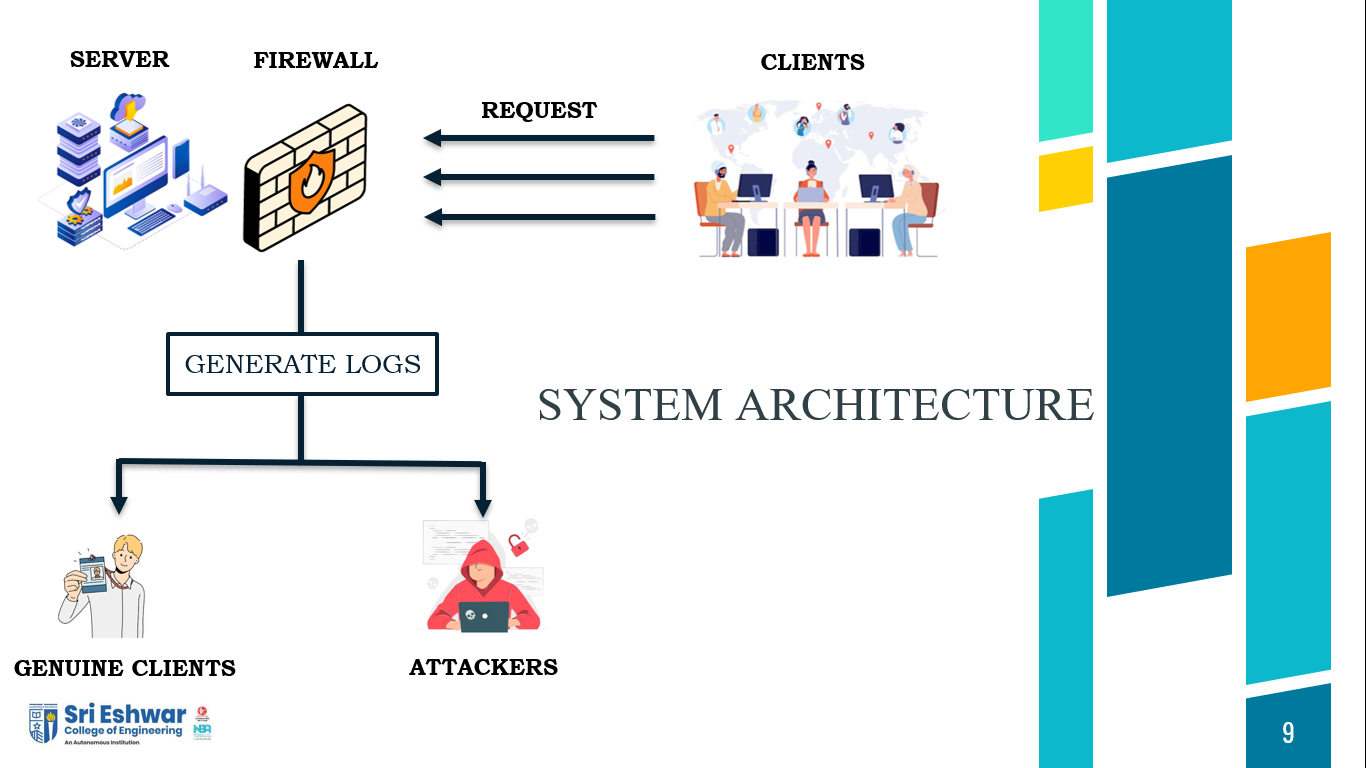 SERVER
FIREWALL
CLIENTS
REQUEST
GENERATE LOGS
SYSTEM ARCHITECTURE
GENUINE CLIENTS
ATTACKERS
Sri Eshwar
College of Engineering
An Autonomous Institution
NBA
9